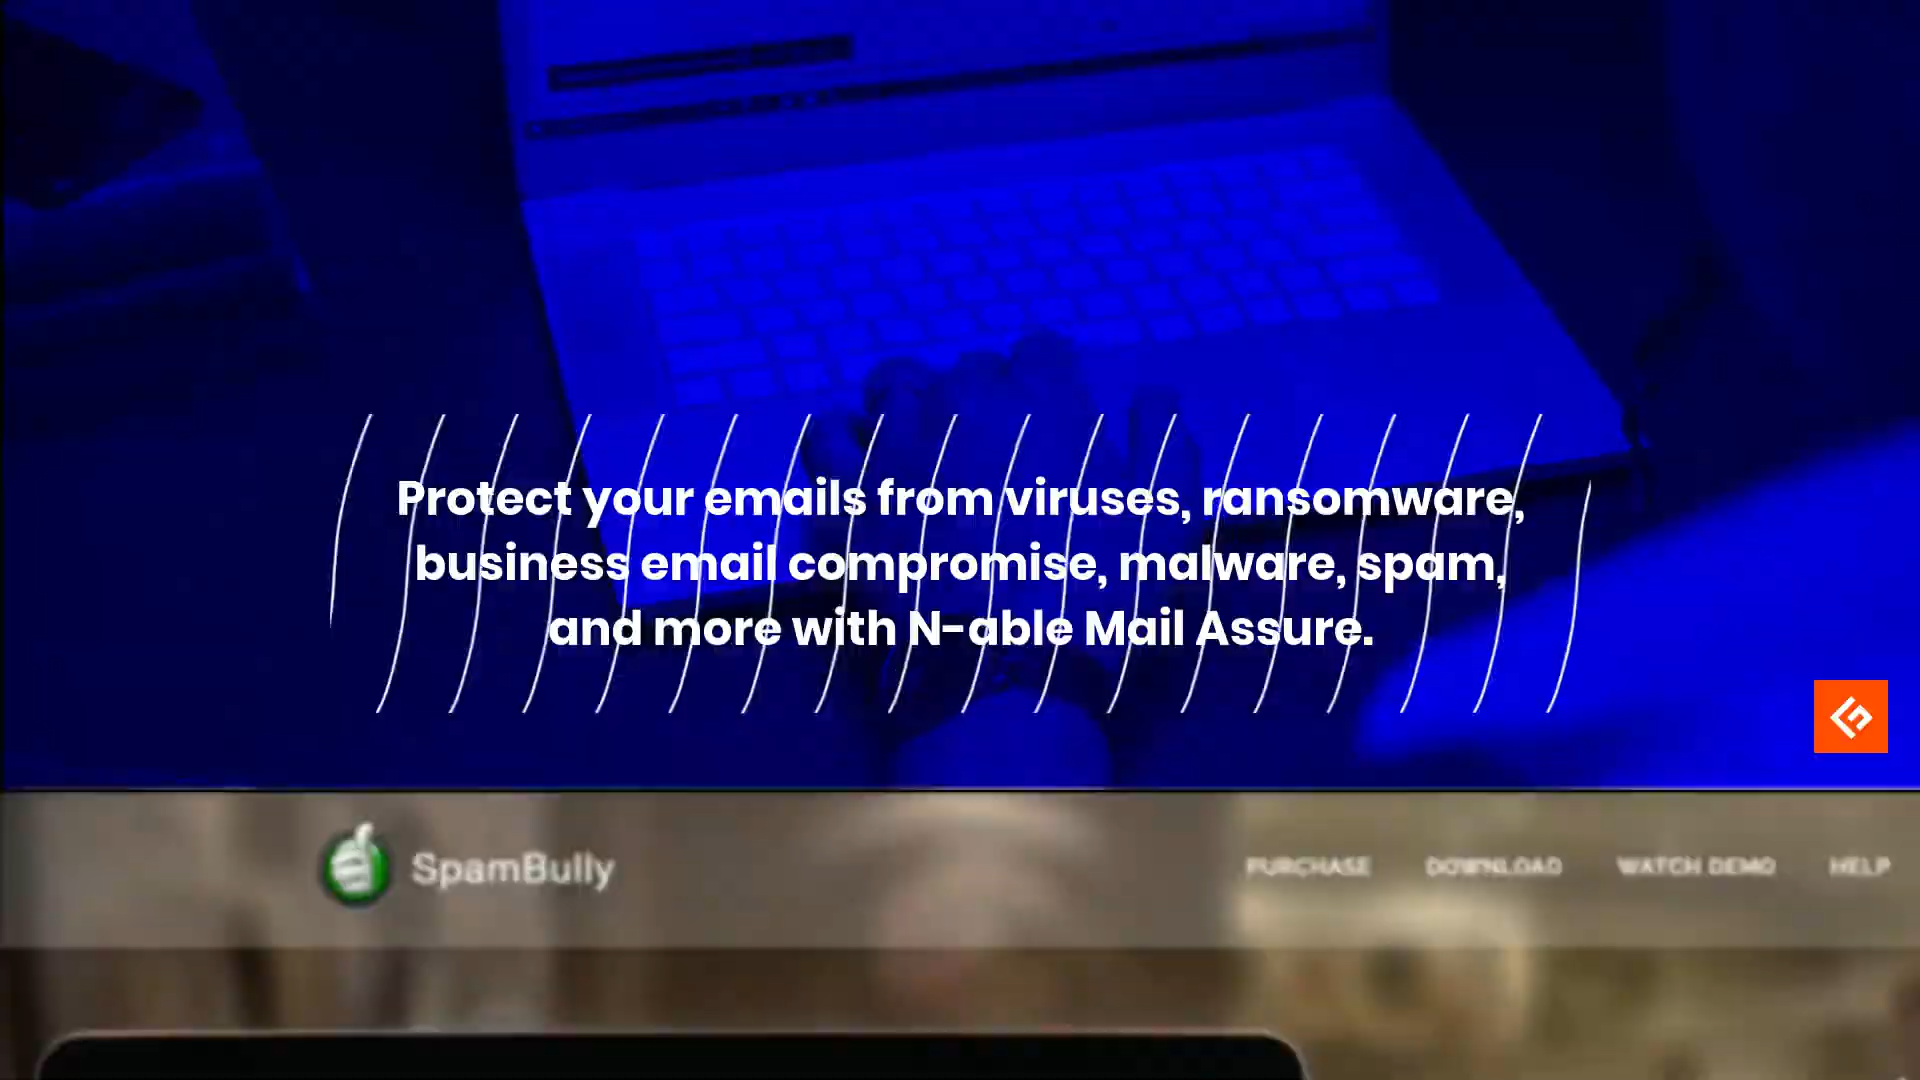 Protect your emails from viruses, ransomware,
business email compromise, malware, spam,
and more with N-able Mail Assure.
SpamBully
PURCHASE DOWNLOAD WATCH DEMO HELP